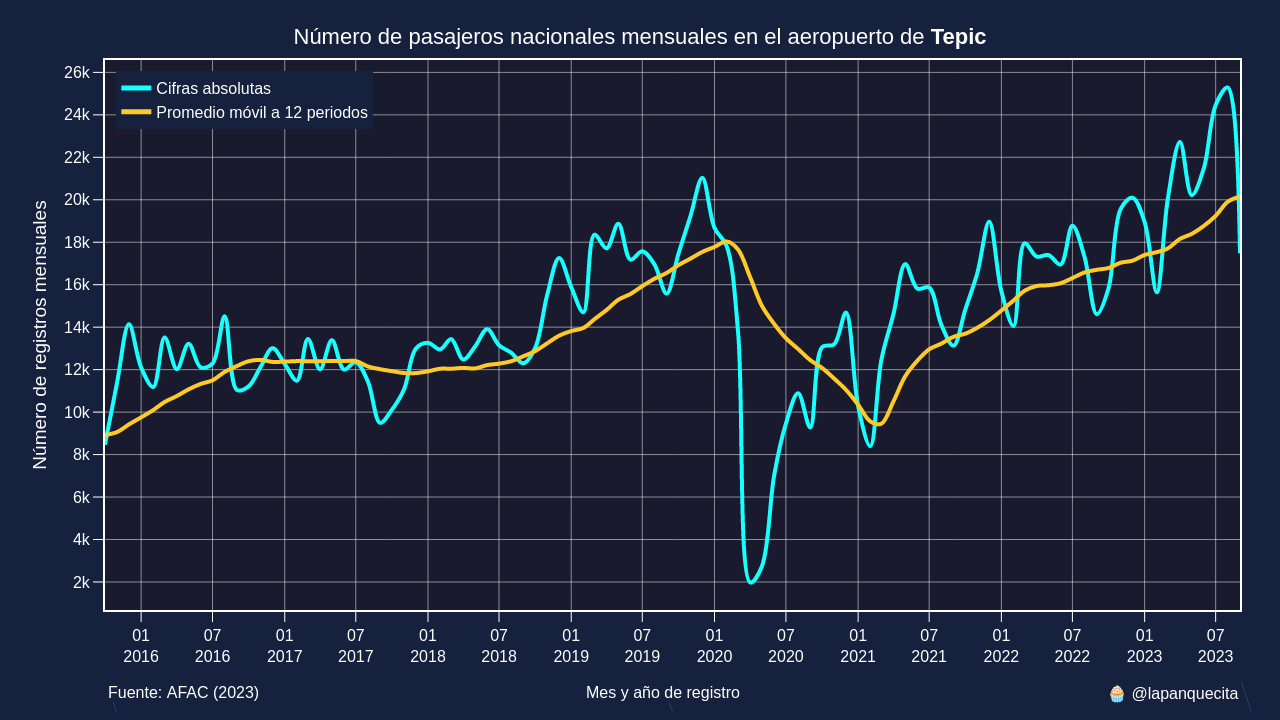 Número de pasajeros nacionales mensuales en el aeropuerto de Tepic
Cifras absolutas
Promedio móvil a 12 periodos
Número de registros mensuales
26k
24k
22k
20k
18k
16k
14k
12k
10k
8k
6k
4k
2k
01 07 01 07 01 07 01 07 01 07 01 07 01 07 01 07
2016 2016 2017 2017 2018 2018 2019 2019 2020 2020 2021 2021 2022 2022 2023 2023
Fuente: AFAC (2023) Mes y año de registro 🧁 @lapanquecita